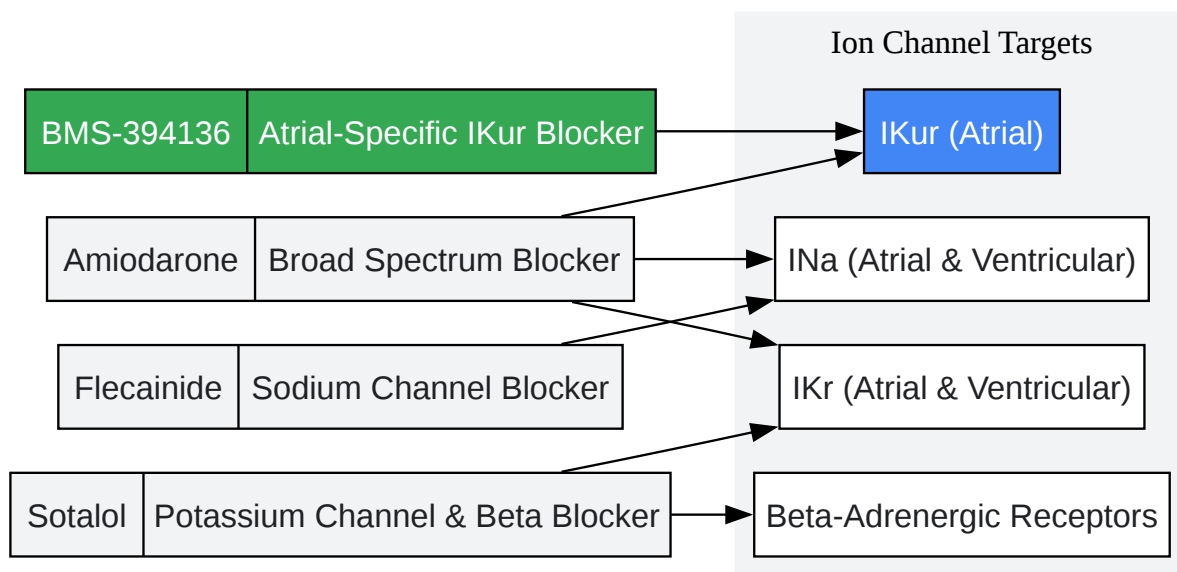 Ion Channel Targets
BMS-394136 Atrial-Specific IKur Blocker IKur (Atrial)
Amiodarone Broad Spectrum Blocker INa (Atrial & Ventricular)
Flecainide Sodium Channel Blocker IKr (Atrial & Ventricular)
Sotalol Potassium Channel & Beta Blocker Beta-Adrenergic Receptors